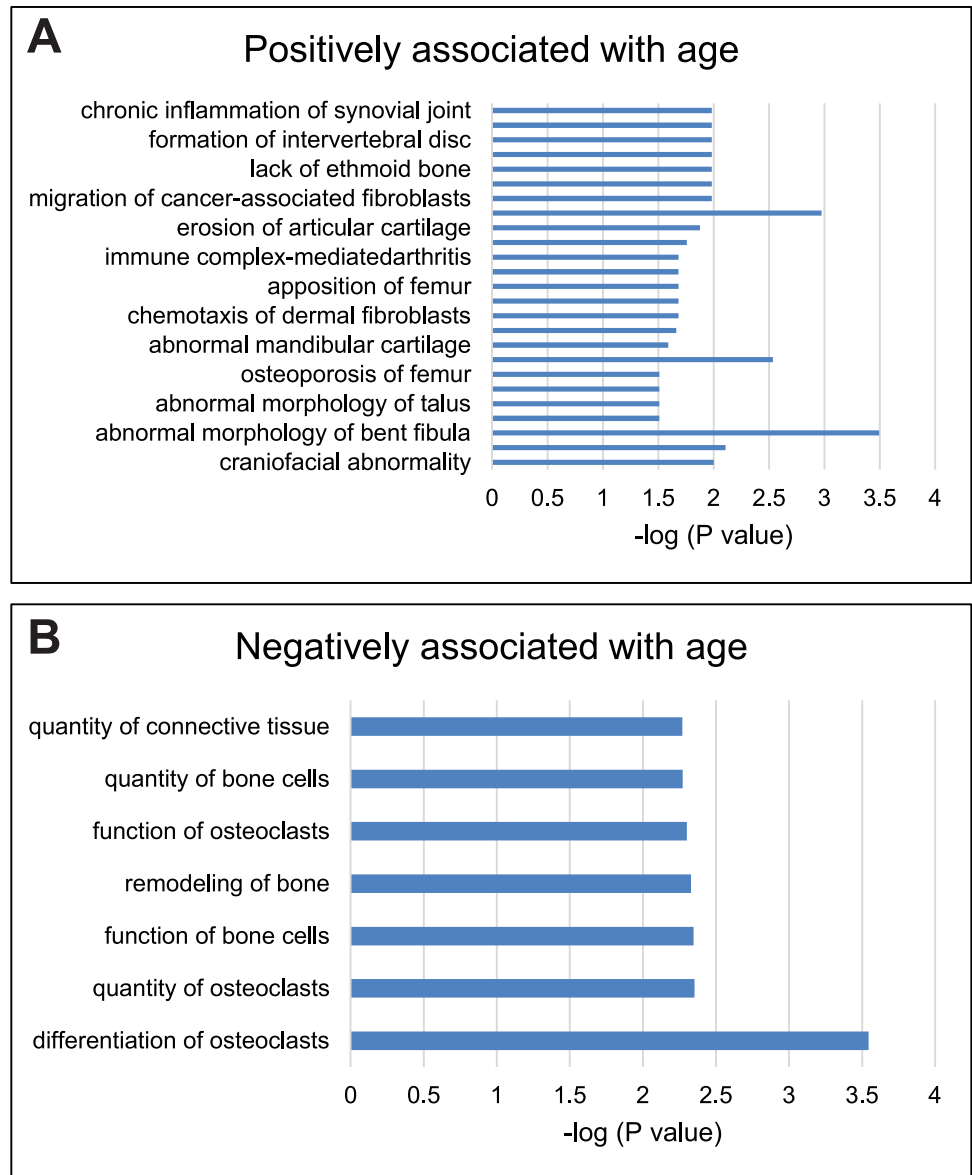 A
Positively associated with age
chronic inflammation of synovial joint
formation of intervertebral disc
lack of ethmoid bone
migration of cancer-associated fibroblasts
erosion of articular cartilage
immune complex-mediatedarthritis
apposition of femur
chemotaxis of dermal fibroblasts
abnormal mandibular cartilage
osteoporosis of femur
abnormal morphology of talus
abnormal morphology of bent fibula
craniofacial abnormality
0 0.5 1 1.5 2 2.5 3 3.5 4
-log (P value)
B
Negatively associated with age
quantity of connective tissue
quantity of bone cells
function of osteoclasts
remodeling of bone
function of bone cells
quantity of osteoclasts
differentiation of osteoclasts
0 0.5 1 1.5 2 2.5 3 3.5 4
-log (P value)